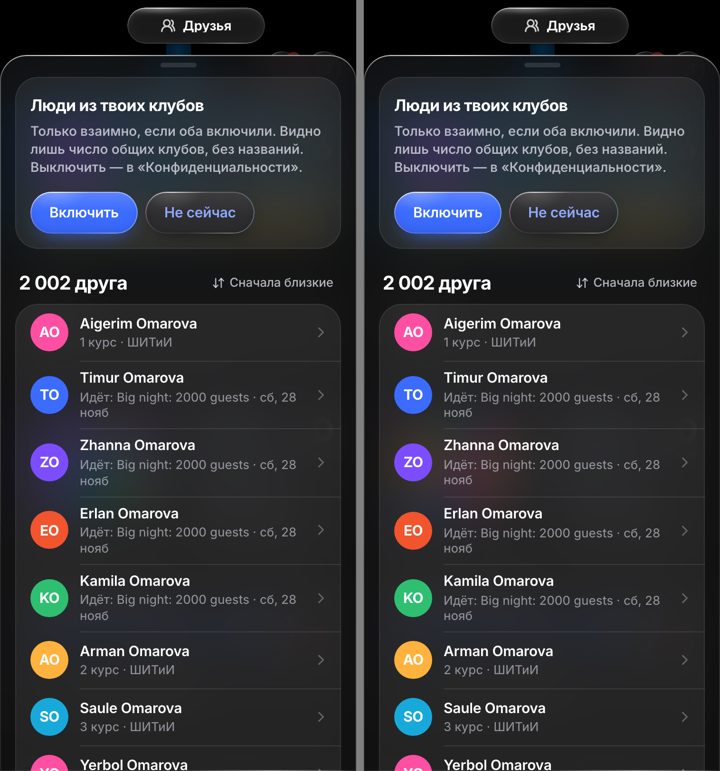 Друзья
Люди из твоих клубов
Только взаимно, если оба включили. Видно
лишь число общих клубов, без названий.
Выключить — в «Конфиденциальности».
Включить
Не сейчас
2 002 друга
Сначала близкие
AO
Aigerim Omarova
1 курс · ШИТиИ
TO
Timur Omarova
Идёт: Big night: 2000 guests · сб, 28
нояб
ZO
Zhanna Omarova
Идёт: Big night: 2000 guests · сб, 28
нояб
EO
Erlan Omarova
Идёт: Big night: 2000 guests · сб, 28
нояб
KO
Kamila Omarova
Идёт: Big night: 2000 guests · сб, 28
нояб
AO
Arman Omarova
2 курс · ШИТиИ
SO
Saule Omarova
3 курс · ШИТиИ
Yerbol Omarova
Друзья
Люди из твоих клубов
Только взаимно, если оба включили. Видно
лишь число общих клубов, без названий.
Выключить — в «Конфиденциальности».
Включить
Не сейчас
2 002 друга
Сначала близкие
AO
Aigerim Omarova
1 курс · ШИТиИ
TO
Timur Omarova
Идёт: Big night: 2000 guests · сб, 28
нояб
ZO
Zhanna Omarova
Идёт: Big night: 2000 guests · сб, 28
нояб
EO
Erlan Omarova
Идёт: Big night: 2000 guests · сб, 28
нояб
KO
Kamila Omarova
Идёт: Big night: 2000 guests · сб, 28
нояб
AO
Arman Omarova
2 курс · ШИТиИ
SO
Saule Omarova
3 курс · ШИТиИ
Yerbol Omarova